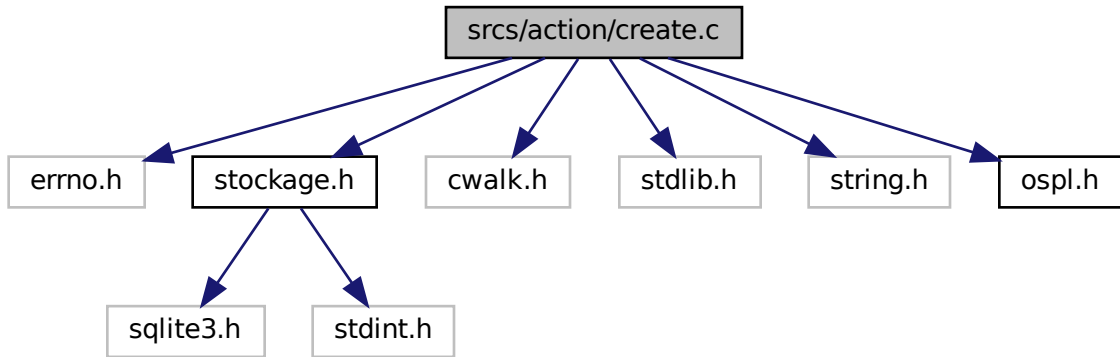 srcs/action/create.c
errno.h
stockage.h
cwalk.h
stdlib.h
string.h
ospl.h
sqlite3.h
stdint.h